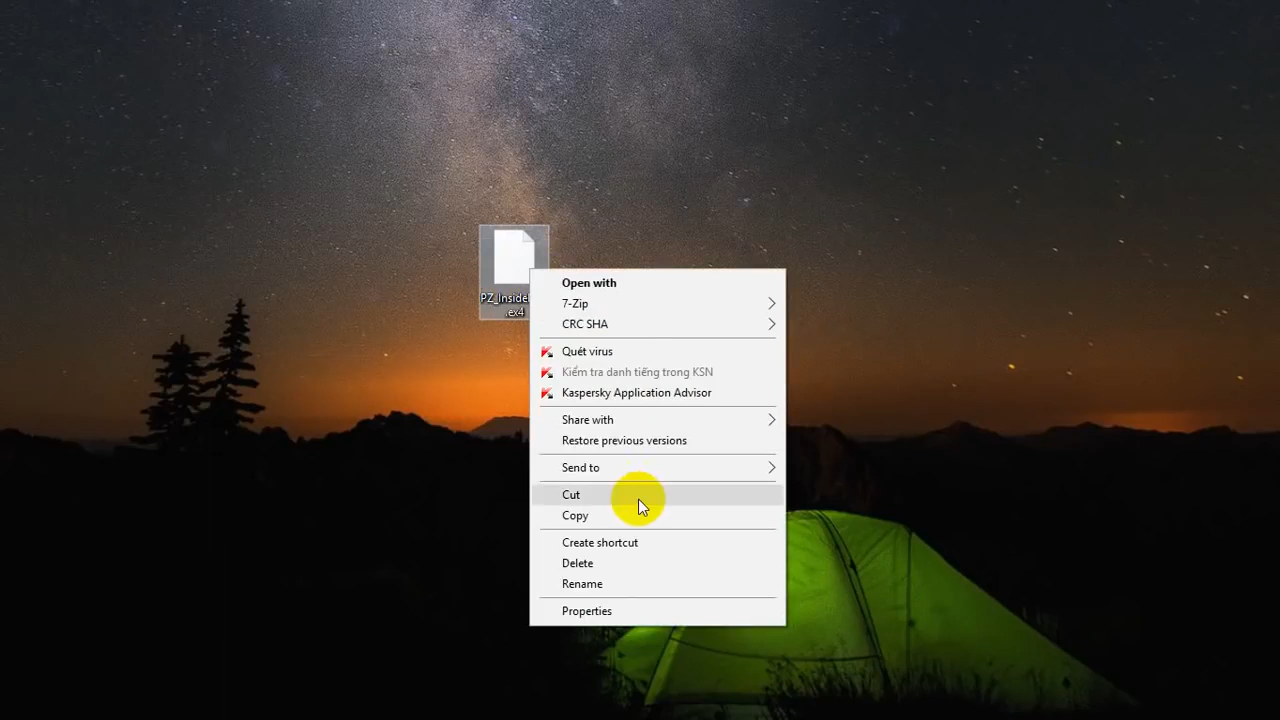 PZ_Inside
.ex4
Open with
7-Zip
CRC SHA
Quét virus
Kiểm tra danh tiếng trong KSN
Kaspersky Application Advisor
Share with
Restore previous versions
Send to
Cut
Copy
Create shortcut
Delete
Rename
Properties